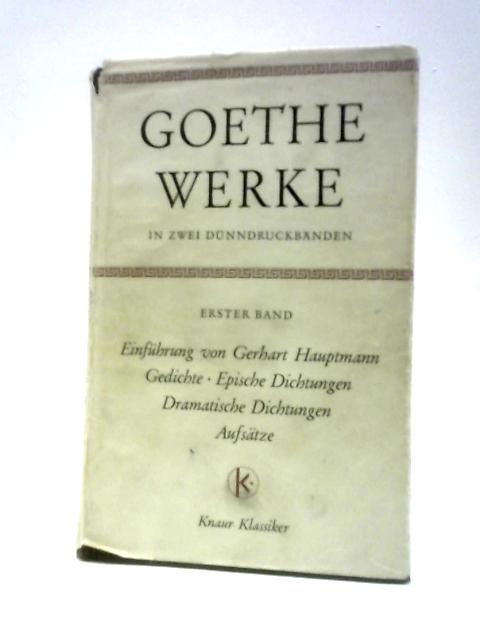 GOETHE
WERKE
IN ZWEI DÜNNDRUCKBÄNDEN
ERSTER BAND
Einführung von Gerhart Hauptmann
Gedichte · Epische Dichtungen
Dramatische Dichtungen
Aufsätze
K
Knaur Klassiker